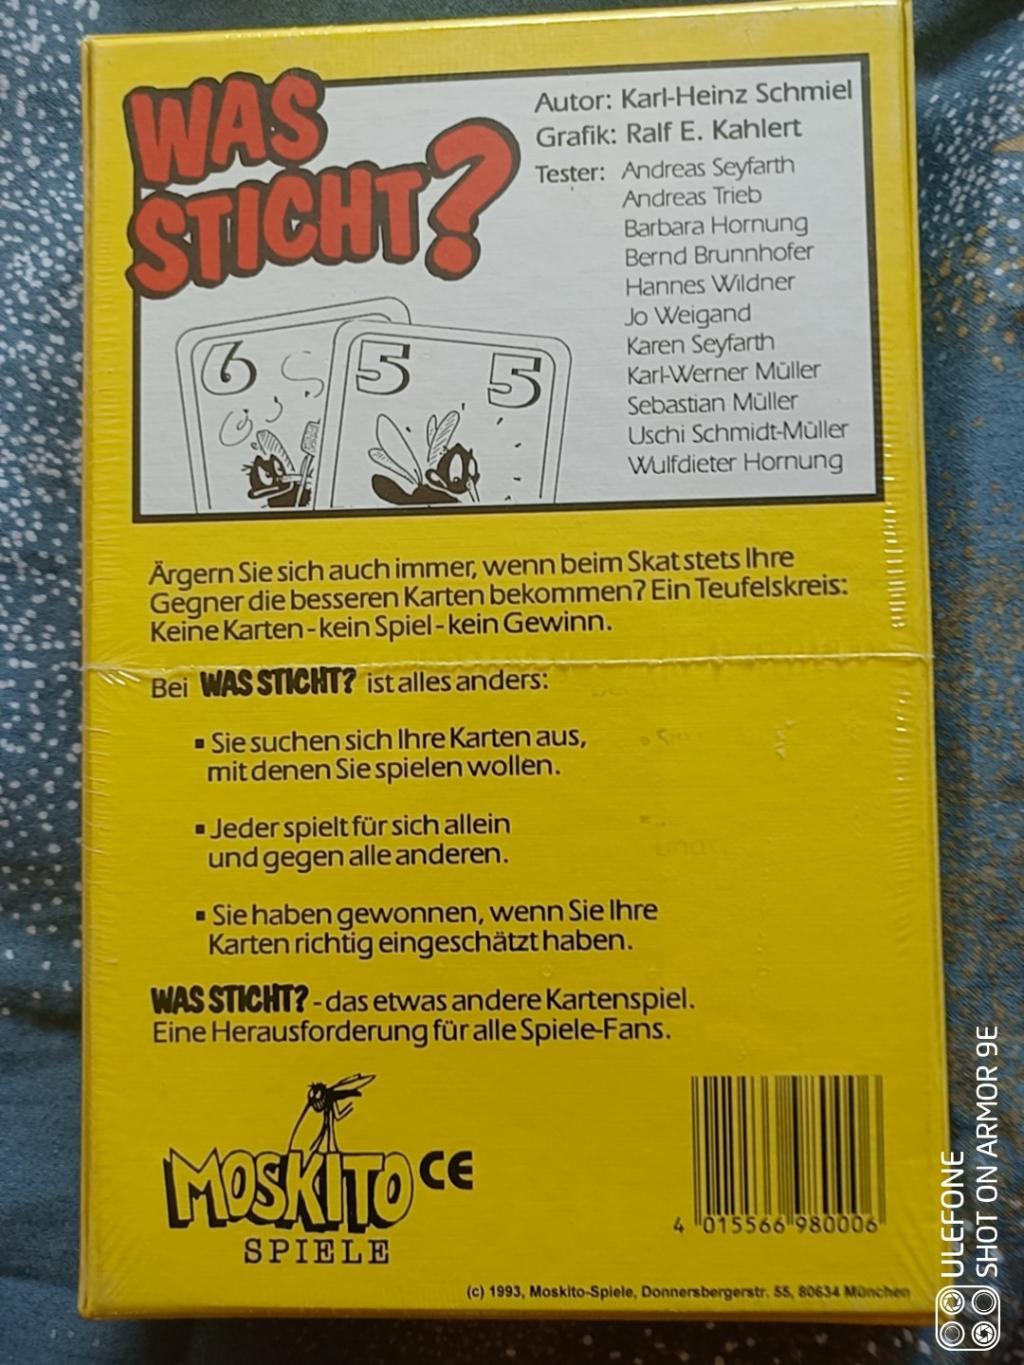 WAS
STICHT?
Autor: Karl-Heinz Schmiel
Grafik: Ralf E. Kahlert
Tester: Andreas Seyfarth
Andreas Trieb
Barbara Hornung
Bernd Brunnhofer
Hannes Wildner
Jo Weigand
Karen Seyfarth
Karl-Werner Müller
Sebastian Müller
Uschi Schmidt-Müller
Wulfdieter Hornung
6 5 5
Ärgern Sie sich auch immer, wenn beim Skat stets Ihre
Gegner die besseren Karten bekommen? Ein Teufelskreis:
Keine Karten - kein Spiel - kein Gewinn.
Bei WAS STICHT? ist alles anders:
▪ Sie suchen sich Ihre Karten aus,
mit denen Sie spielen wollen.
▪ Jeder spielt für sich allein
und gegen alle anderen.
▪ Sie haben gewonnen, wenn Sie Ihre
Karten richtig eingeschätzt haben.
WAS STICHT? - das etwas andere Kartenspiel.
Eine Herausforderung für alle Spiele-Fans.
MOSKITO CE
SPIELE
4 015566 980006
(c) 1993, Moskito-Spiele, Donnersbergerstr. 55, 80634 München
ULEFONE
SHOT ON ARMOR 9E